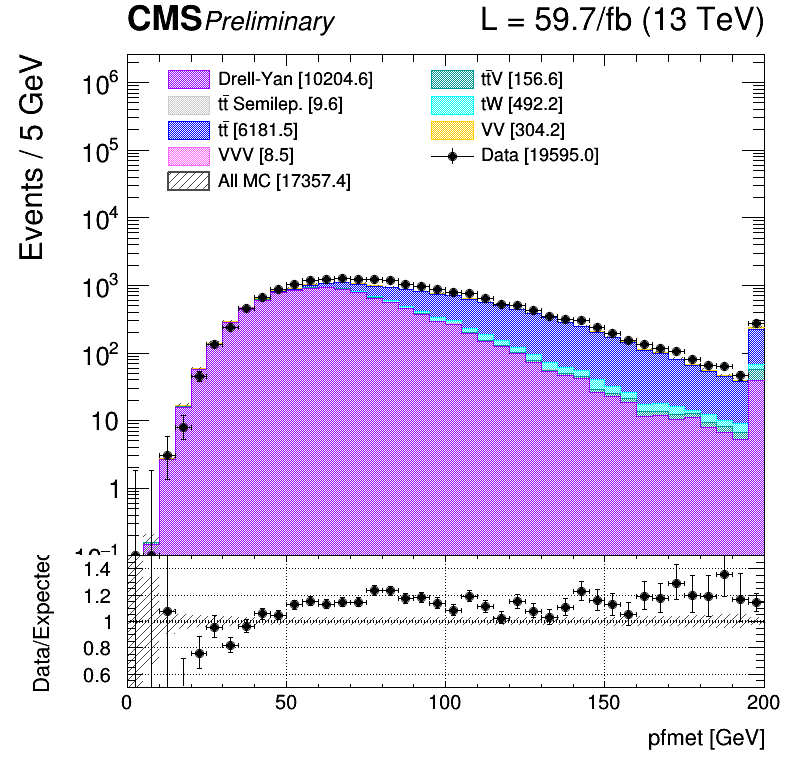 CMS Preliminary L = 59.7/fb (13 TeV)
Events / 5 GeV
10⁶
10⁵
10⁴
10³
10²
10
1
10⁻¹
Drell-Yan [10204.6]
tt̄ Semilep. [9.6]
tt̄ [6181.5]
VVV [8.5]
All MC [17357.4]
tt̄V [156.6]
tW [492.2]
VV [304.2]
Data [19595.0]
Data/Expected
1.4
1.2
1
0.8
0.6
0 50 100 150 200
pfmet [GeV]